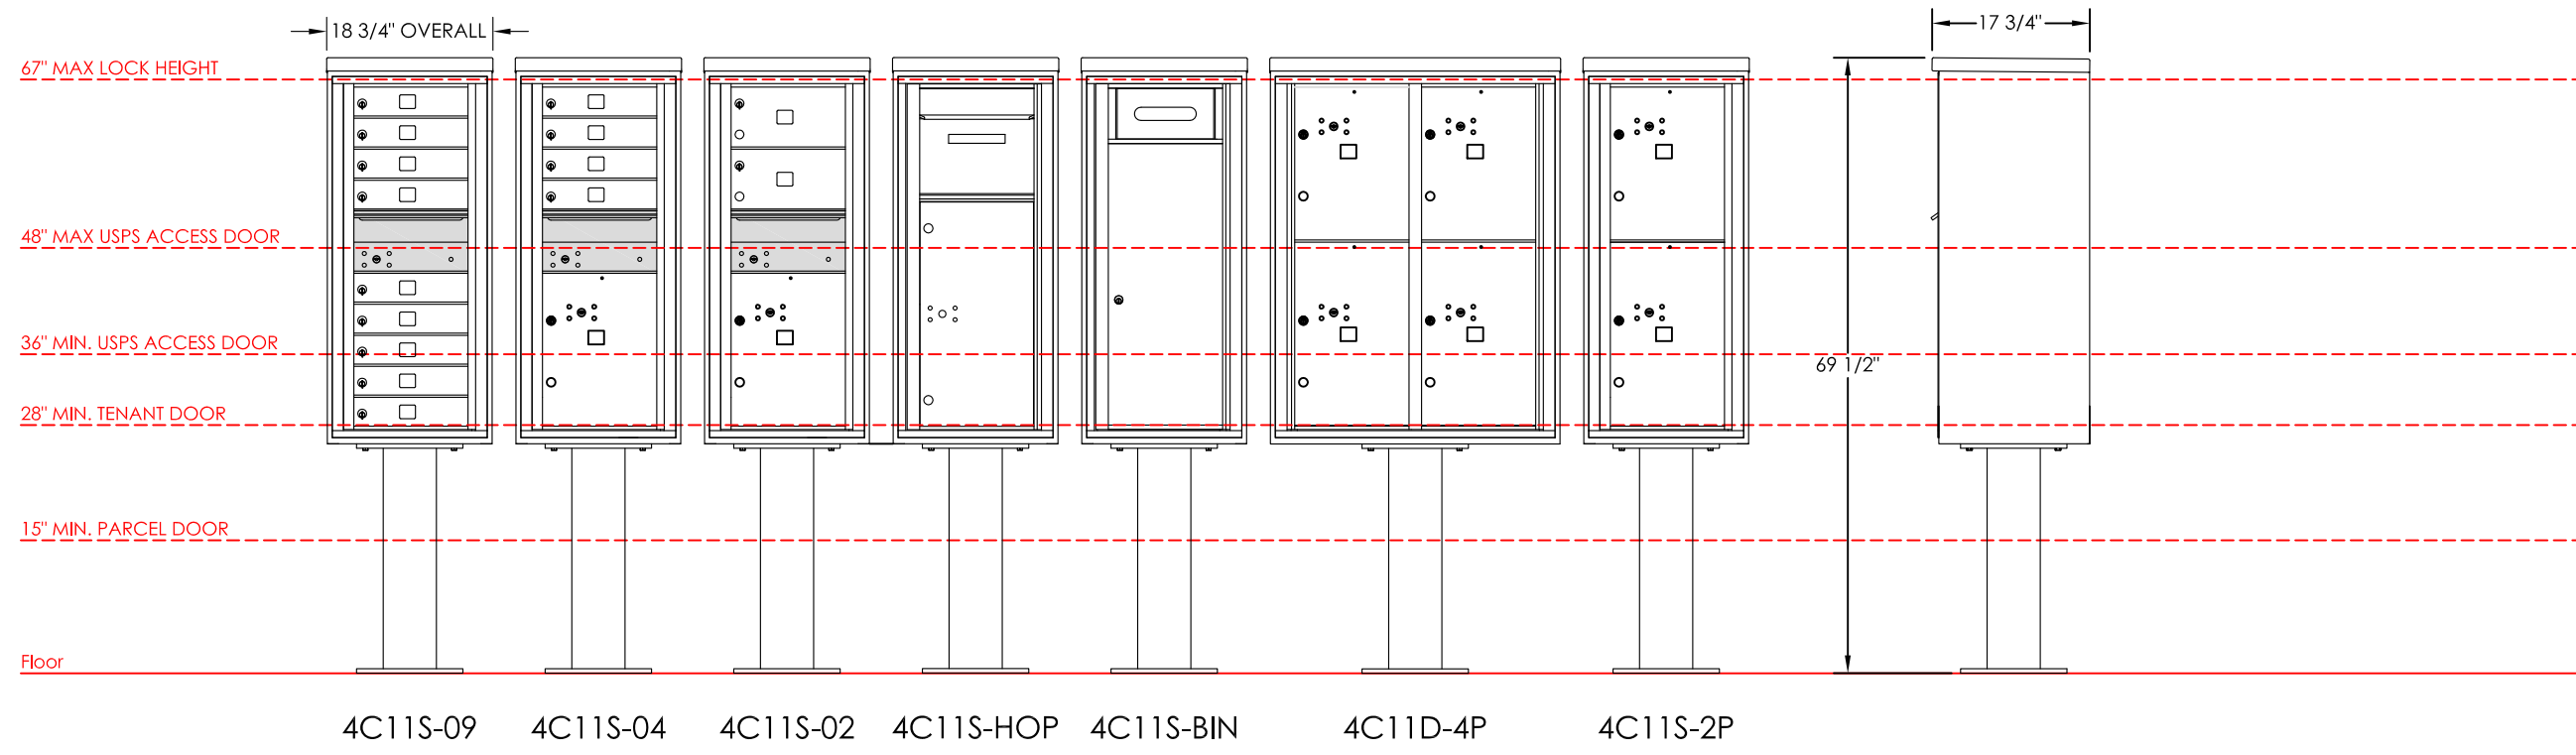 18 3/4" OVERALL
17 3/4"
67" MAX LOCK HEIGHT
48" MAX USPS ACCESS DOOR
36" MIN. USPS ACCESS DOOR
69 1/2"
28" MIN. TENANT DOOR
15" MIN. PARCEL DOOR
Floor
4C11S-09
4C11S-04
4C11S-02
4C11S-HOP
4C11S-BIN
4C11D-4P
4C11S-2P